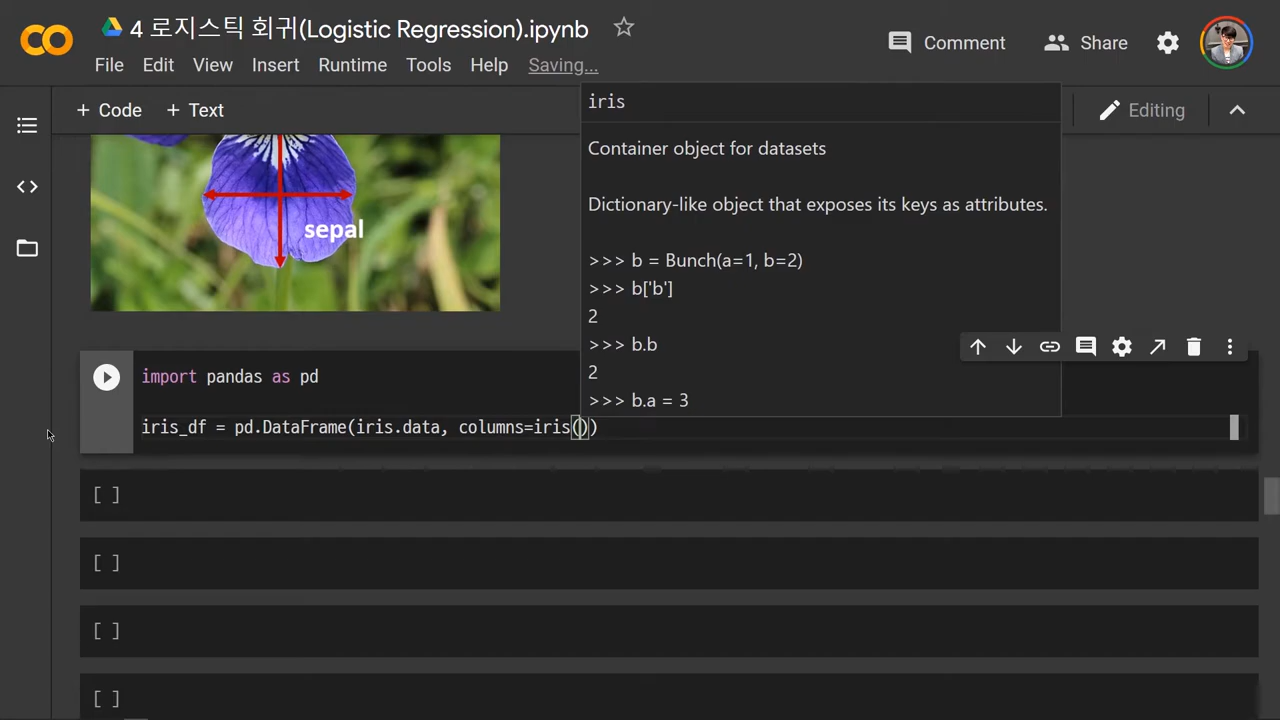 4 로지스틱 회귀(Logistic Regression).ipynb
Comment
Share
File Edit View Insert Runtime Tools Help Saving...
+ Code + Text
Editing
iris
Container object for datasets
Dictionary-like object that exposes its keys as attributes.
>>> b = Bunch(a=1, b=2)
>>> b['b']
2
>>> b.b
2
>>> b.a = 3
sepal
import pandas as pd
iris_df = pd.DataFrame(iris.data, columns=iris())
[ ]
[ ]
[ ]
[ ]